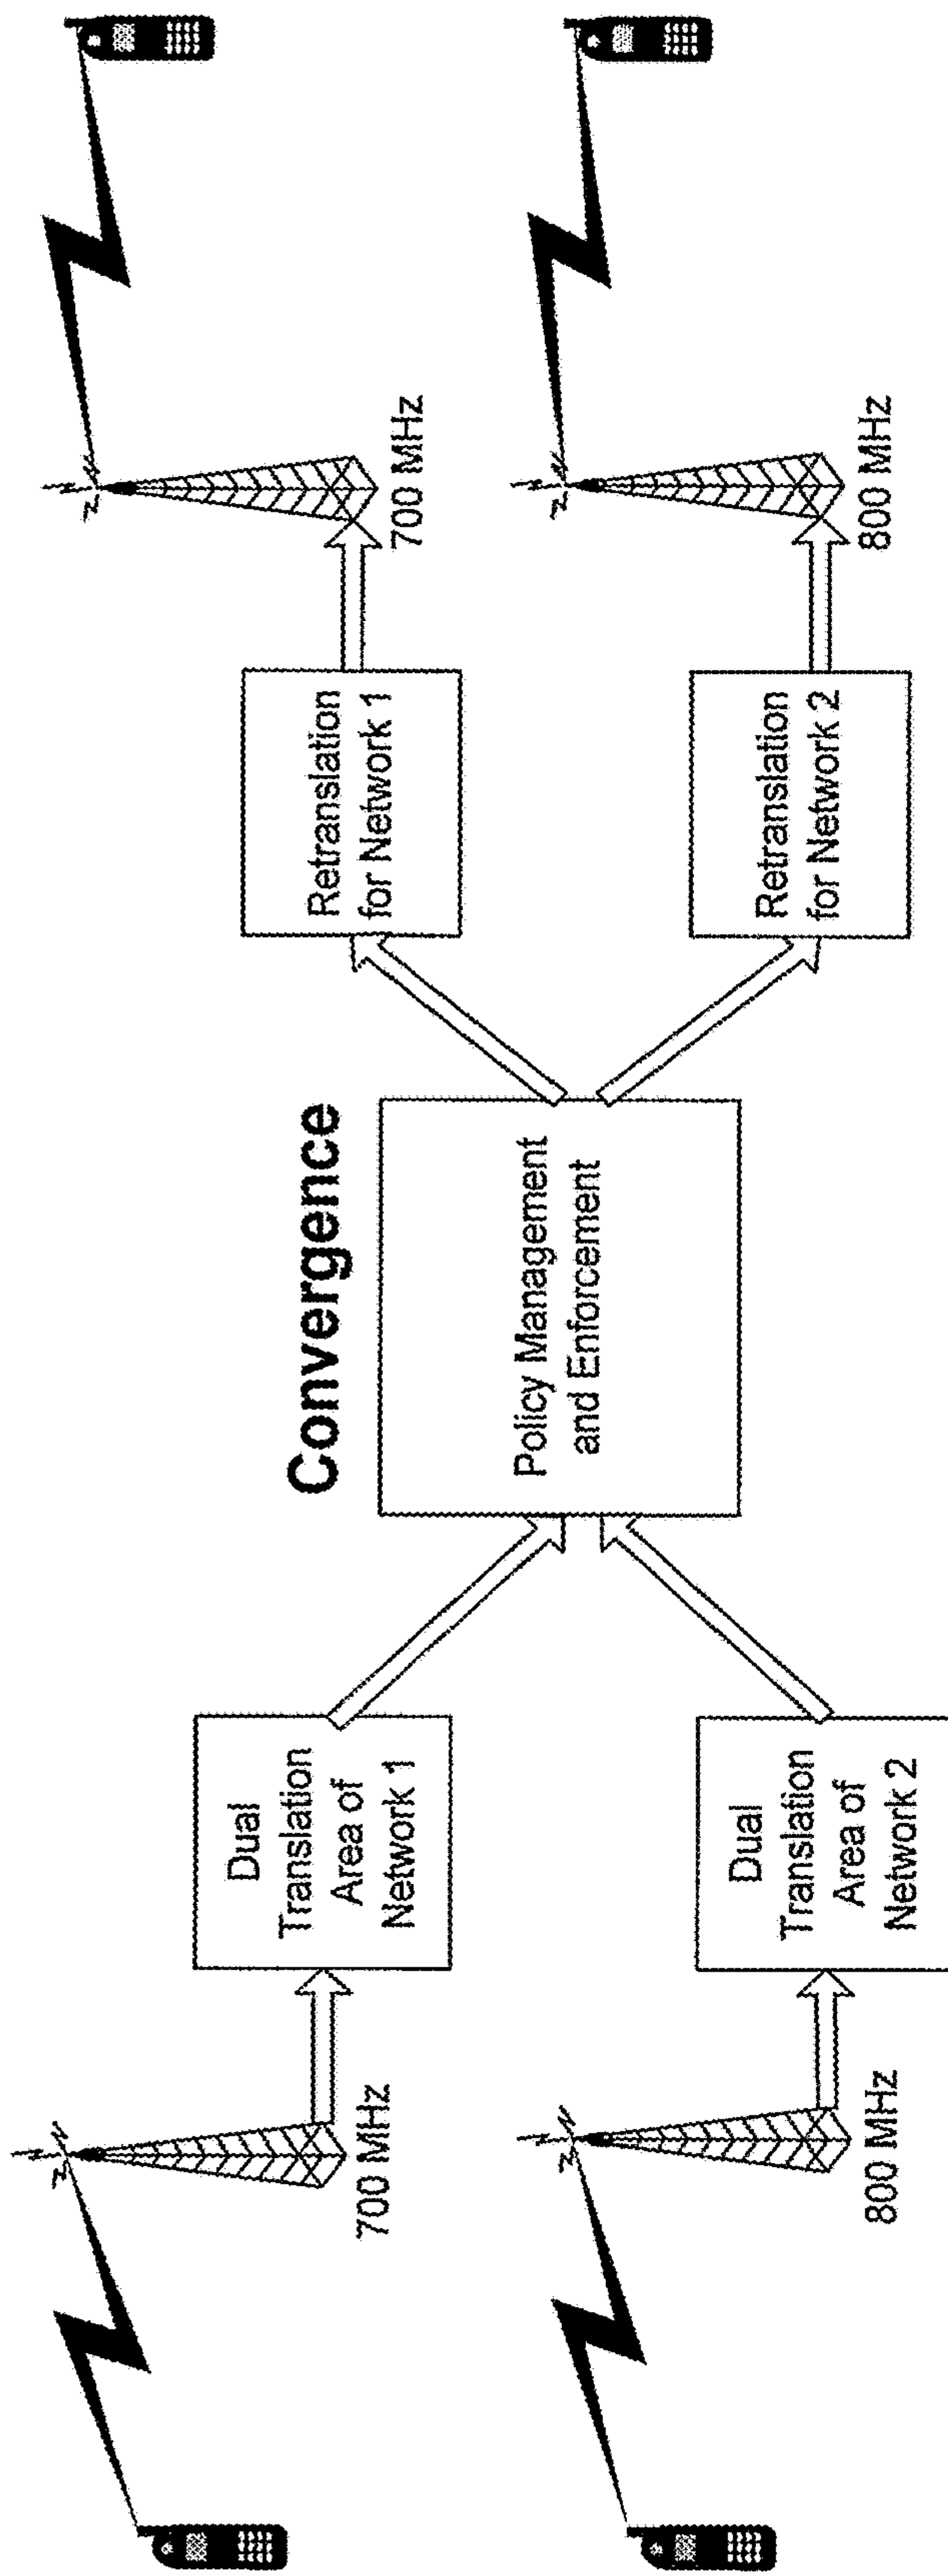 Convergence
700 MHz
Dual
Translation
Area of
Network 1
Policy Management
and Enforcement
Retranslation
for Network 1
700 MHz
800 MHz
Dual
Translation
Area of
Network 2
Retranslation
for Network 2
800 MHz